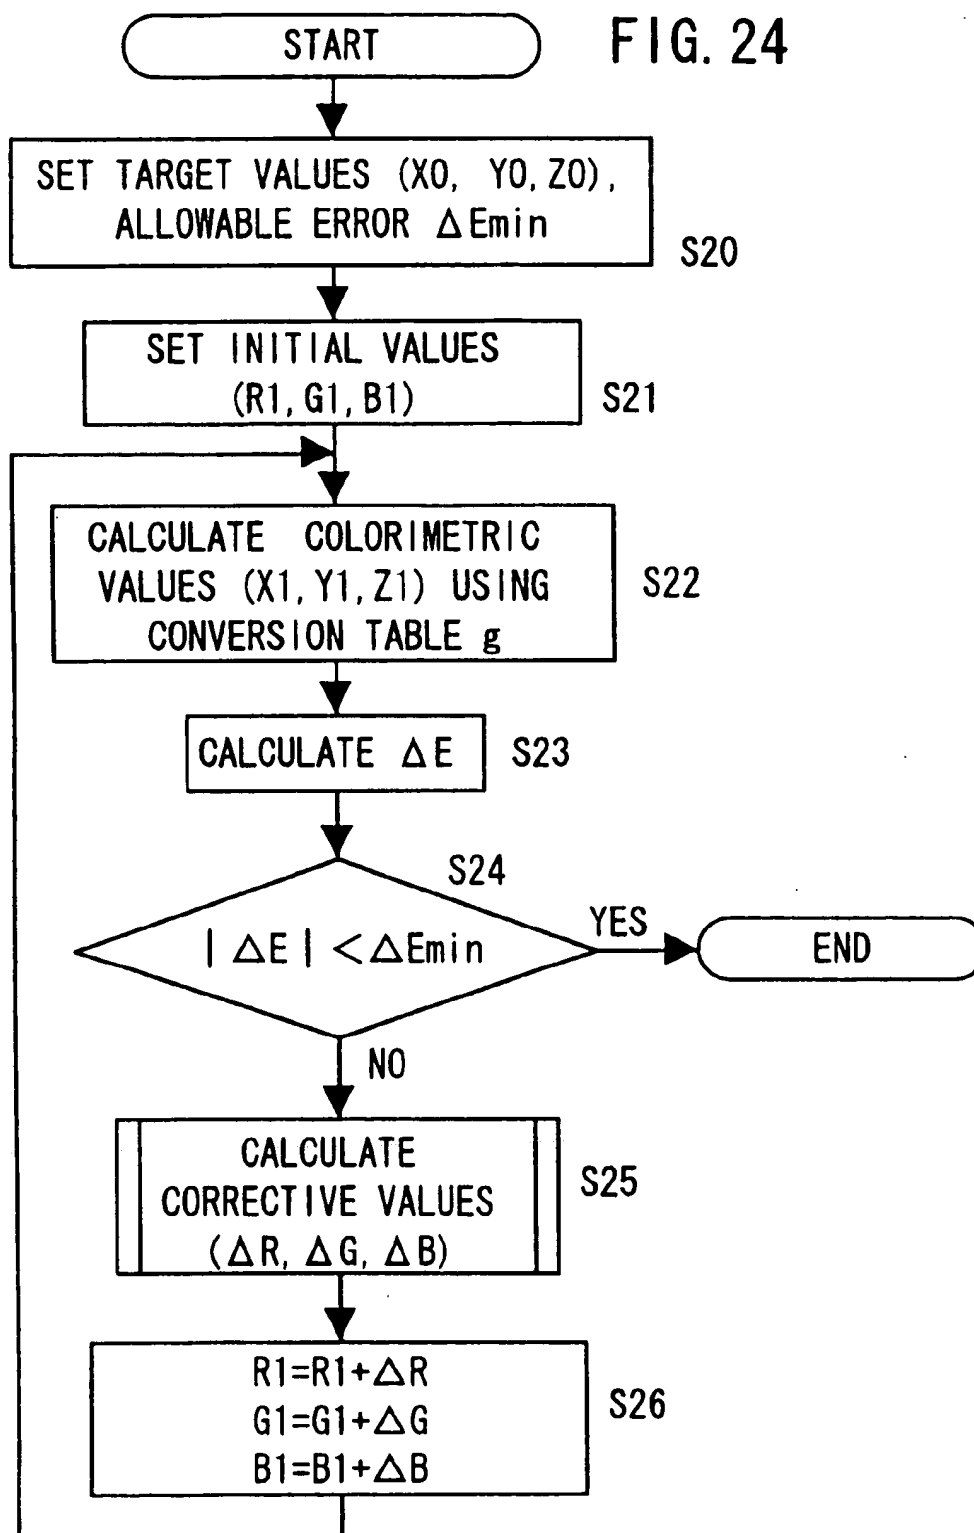 FIG. 24
START
SET TARGET VALUES (X0, Y0, Z0),
ALLOWABLE ERROR ΔEmin
S20
SET INITIAL VALUES
(R1, G1, B1)
S21
CALCULATE COLORIMETRIC
VALUES (X1, Y1, Z1) USING
CONVERSION TABLE g
S22
CALCULATE ΔE
S23
S24
| ΔE | < ΔEmin
YES
END
NO
CALCULATE
CORRECTIVE VALUES
(ΔR, ΔG, ΔB)
S25
R1=R1+ΔR
G1=G1+ΔG
B1=B1+ΔB
S26